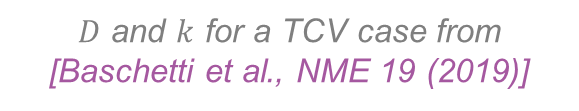 D and k for a TCV case from
[Baschetti et al., NME 19 (2019)]